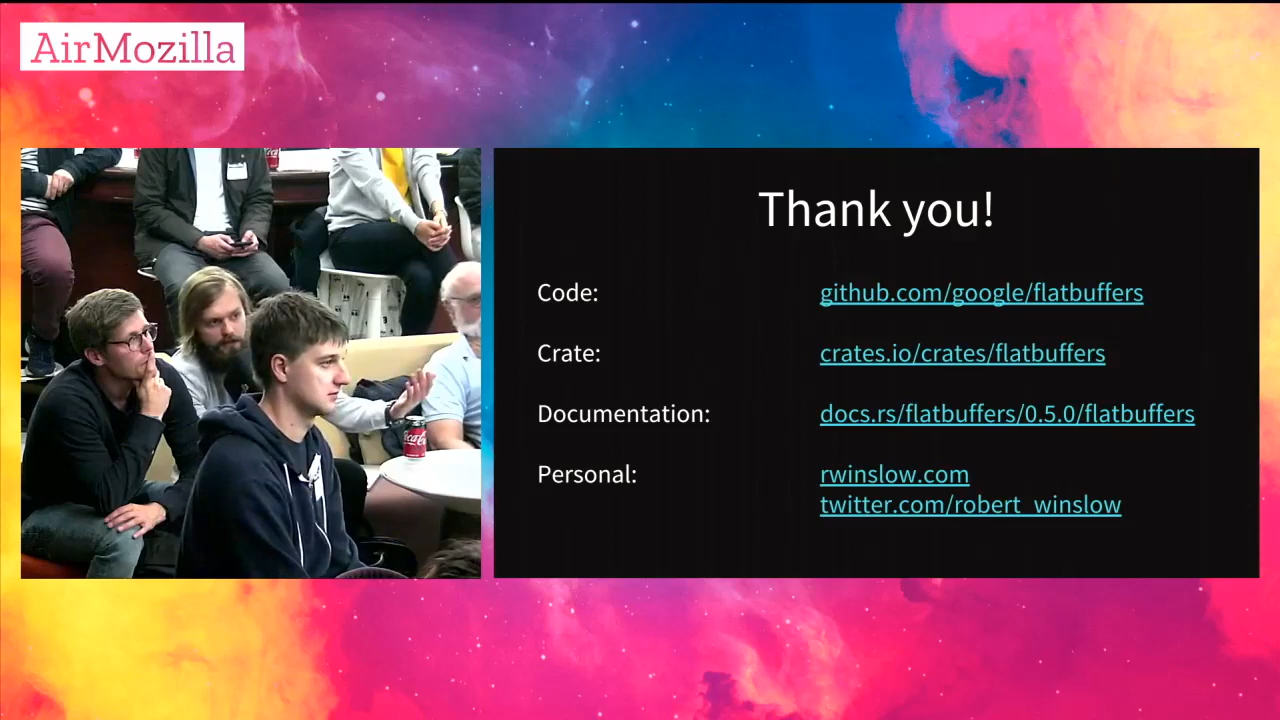 AirMozilla
Thank you!
Code: github.com/google/flatbuffers
Crate: crates.io/crates/flatbuffers
Documentation: docs.rs/flatbuffers/0.5.0/flatbuffers
Personal: rwinslow.com
twitter.com/robert_winslow